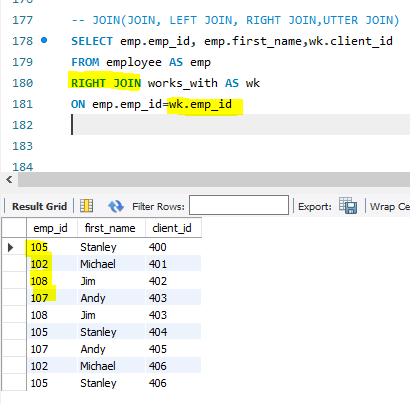 176
177 -- JOIN(JOIN, LEFT JOIN, RIGHT JOIN,UTTER JOIN)
178 SELECT emp.emp_id, emp.first_name,wk.client_id
179 FROM employee AS emp
180 RIGHT JOIN works_with AS wk
181 ON emp.emp_id=wk.emp_id
182
183
184
Result Grid Filter Rows: Export: Wrap Ce
emp_id first_name client_id
105 Stanley 400
102 Michael 401
108 Jim 402
107 Andy 403
108 Jim 403
105 Stanley 404
107 Andy 405
102 Michael 406
105 Stanley 406